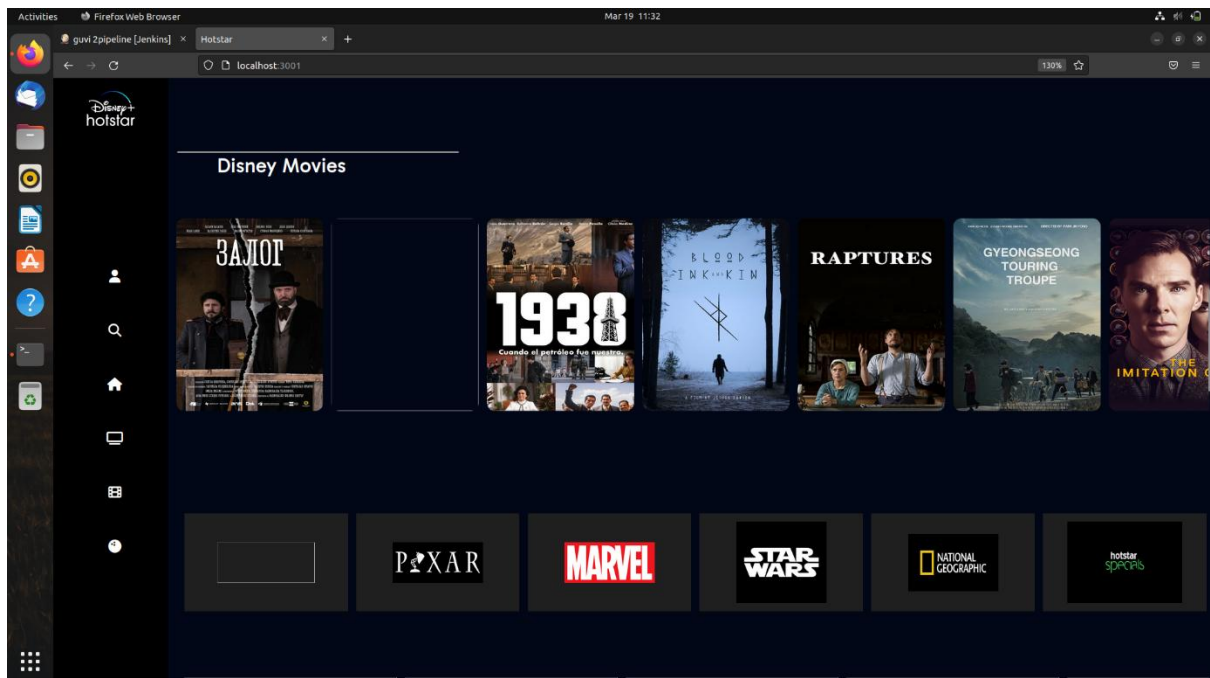 Activities
Firefox Web Browser
Mar 19 11:32
guvi 2pipeline [Jenkins]
Hotstar
localhost:3001
130%
Disney+
hotstar
Disney Movies
ЗАЛОГ
1938
Cuando el petróleo fue nuestro.
BLOOD
INK AND KIN
RAPTURES
GYEONGSEONG
TOURING
TROUPE
THE
IMITATION
PIXAR
MARVEL
STAR
WARS
NATIONAL
GEOGRAPHIC
hotstar
specials